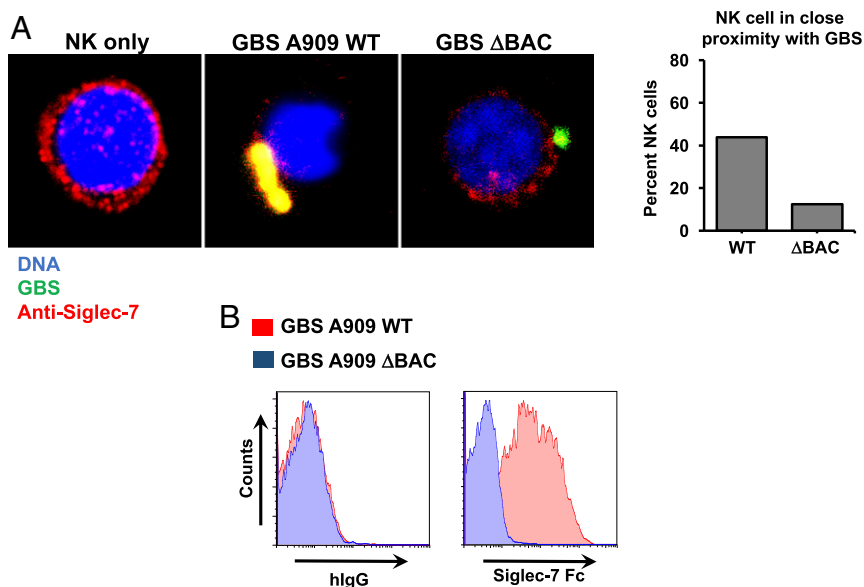 A
NK only
GBS A909 WT
GBS ΔBAC
DNA
GBS
Anti-Siglec-7
NK cell in close
proximity with GBS
Percent NK cells
80
60
40
20
0
WT
ΔBAC
B
GBS A909 WT
GBS A909 ΔBAC
Counts
hIgG
Siglec-7 Fc